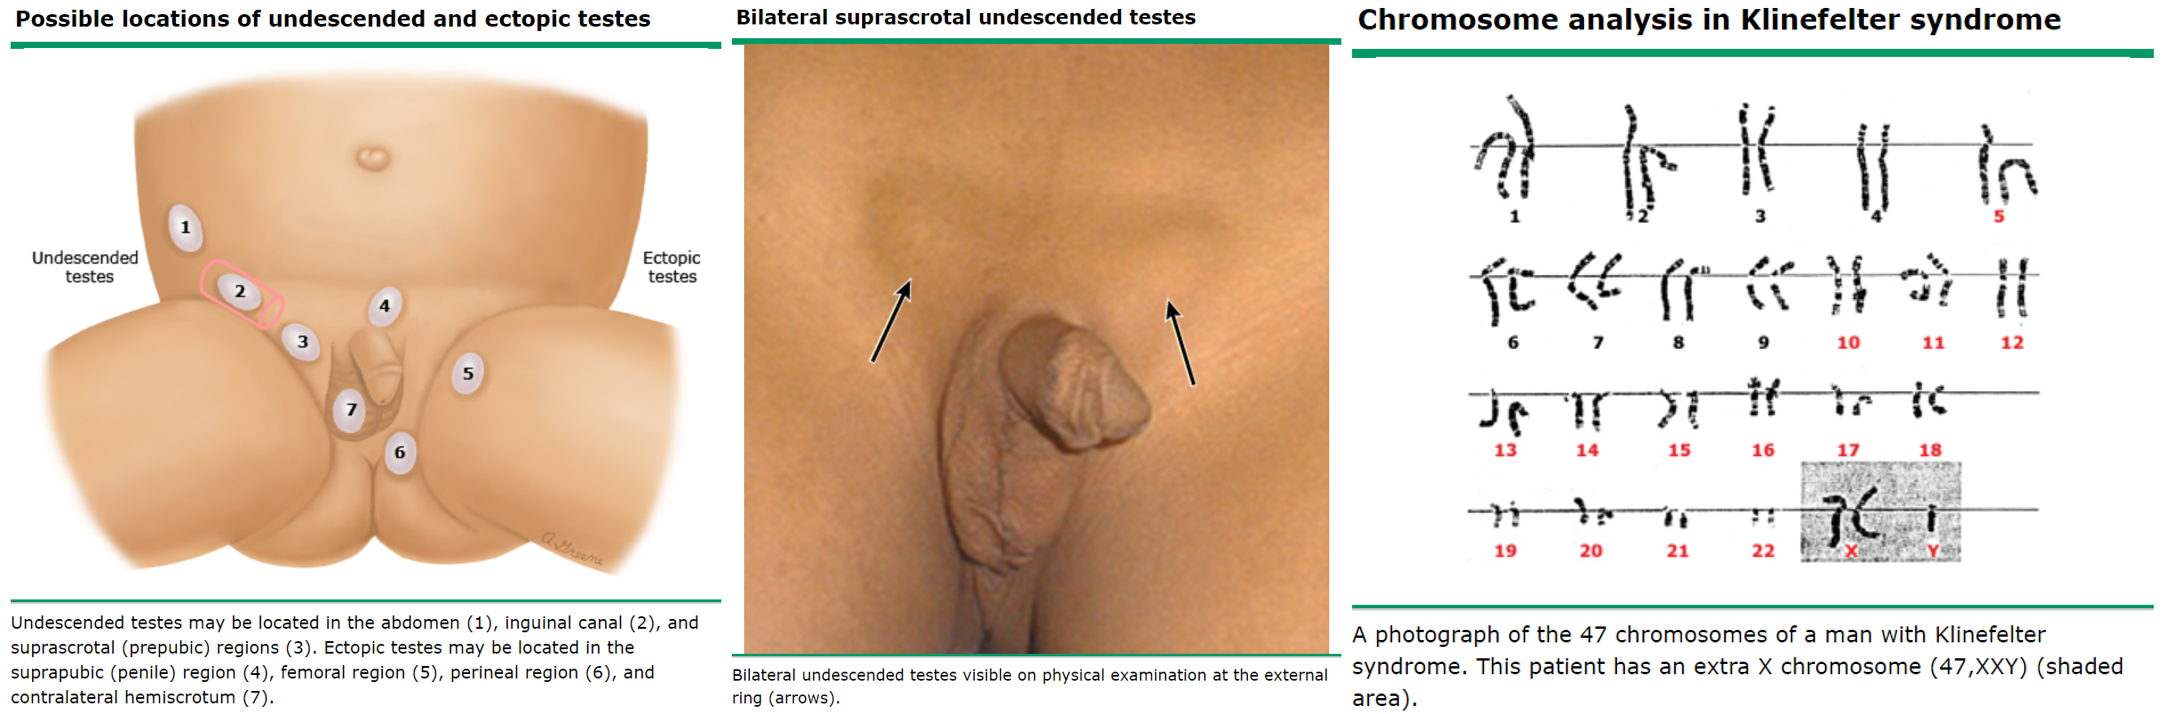 Possible locations of undescended and ectopic testes
1
Undescended
testes
Ectopic
testes
2
4
3
5
7
6
A.Greene
Undescended testes may be located in the abdomen (1), inguinal canal (2), and
suprascrotal (prepubic) regions (3). Ectopic testes may be located in the
suprapubic (penile) region (4), femoral region (5), perineal region (6), and
contralateral hemiscrotum (7).
Bilateral suprascrotal undescended testes
Bilateral undescended testes visible on physical examination at the external
ring (arrows).
Chromosome analysis in Klinefelter syndrome
1 2 3 4 5
6 7 8 9 10 11 12
13 14 15 16 17 18
19 20 21 22 X Y
A photograph of the 47 chromosomes of a man with Klinefelter
syndrome. This patient has an extra X chromosome (47,XXY) (shaded
area).